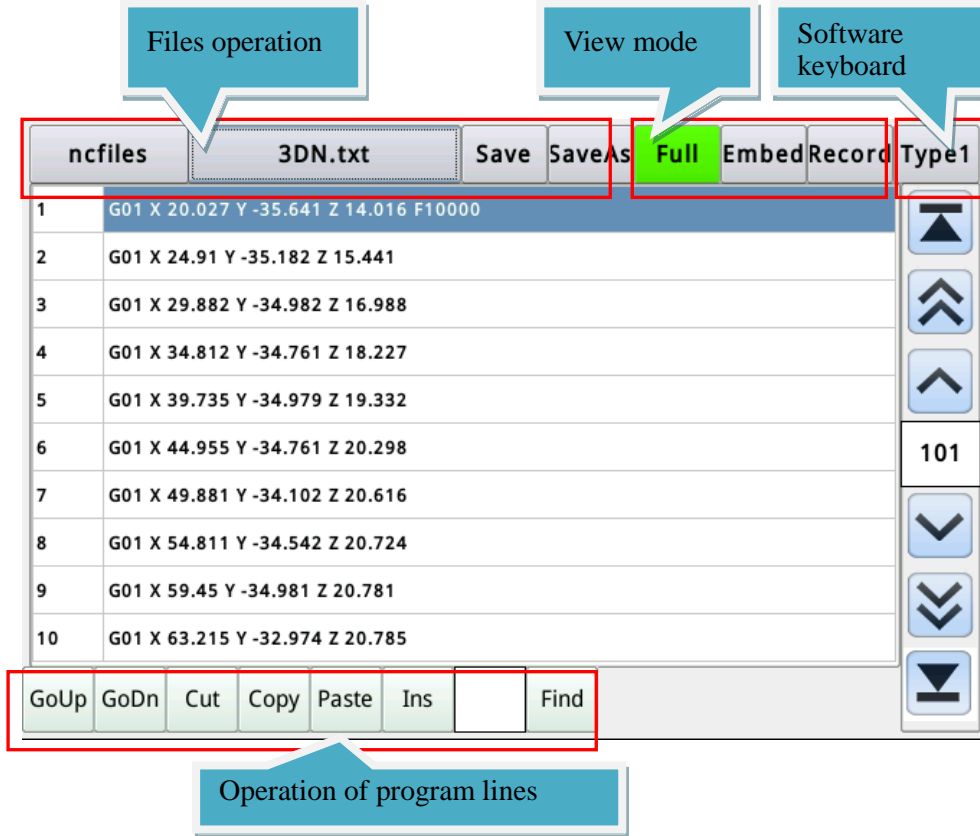 Files operation
View mode
Software
keyboard
ncfiles 3DN.txt Save SaveAs Full Embed Record Type1
1 G01 X 20.027 Y -35.641 Z 14.016 F10000
2 G01 X 24.91 Y -35.182 Z 15.441
3 G01 X 29.882 Y -34.982 Z 16.988
4 G01 X 34.812 Y -34.761 Z 18.227
5 G01 X 39.735 Y -34.979 Z 19.332
6 G01 X 44.955 Y -34.761 Z 20.298
101
7 G01 X 49.881 Y -34.102 Z 20.616
8 G01 X 54.811 Y -34.542 Z 20.724
9 G01 X 59.45 Y -34.981 Z 20.781
10 G01 X 63.215 Y -32.974 Z 20.785
GoUp GoDn Cut Copy Paste Ins Find
Operation of program lines